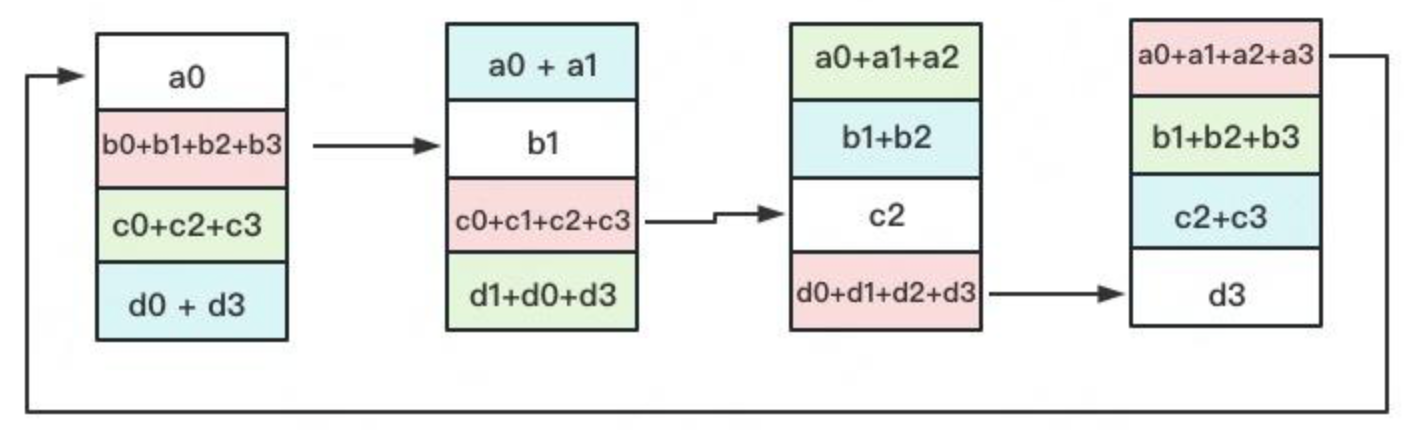 a0
b0+b1+b2+b3
c0+c2+c3
d0 + d3
a0 + a1
b1
c0+c1+c2+c3
d1+d0+d3
a0+a1+a2
b1+b2
c2
d0+d1+d2+d3
a0+a1+a2+a3
b1+b2+b3
c2+c3
d3